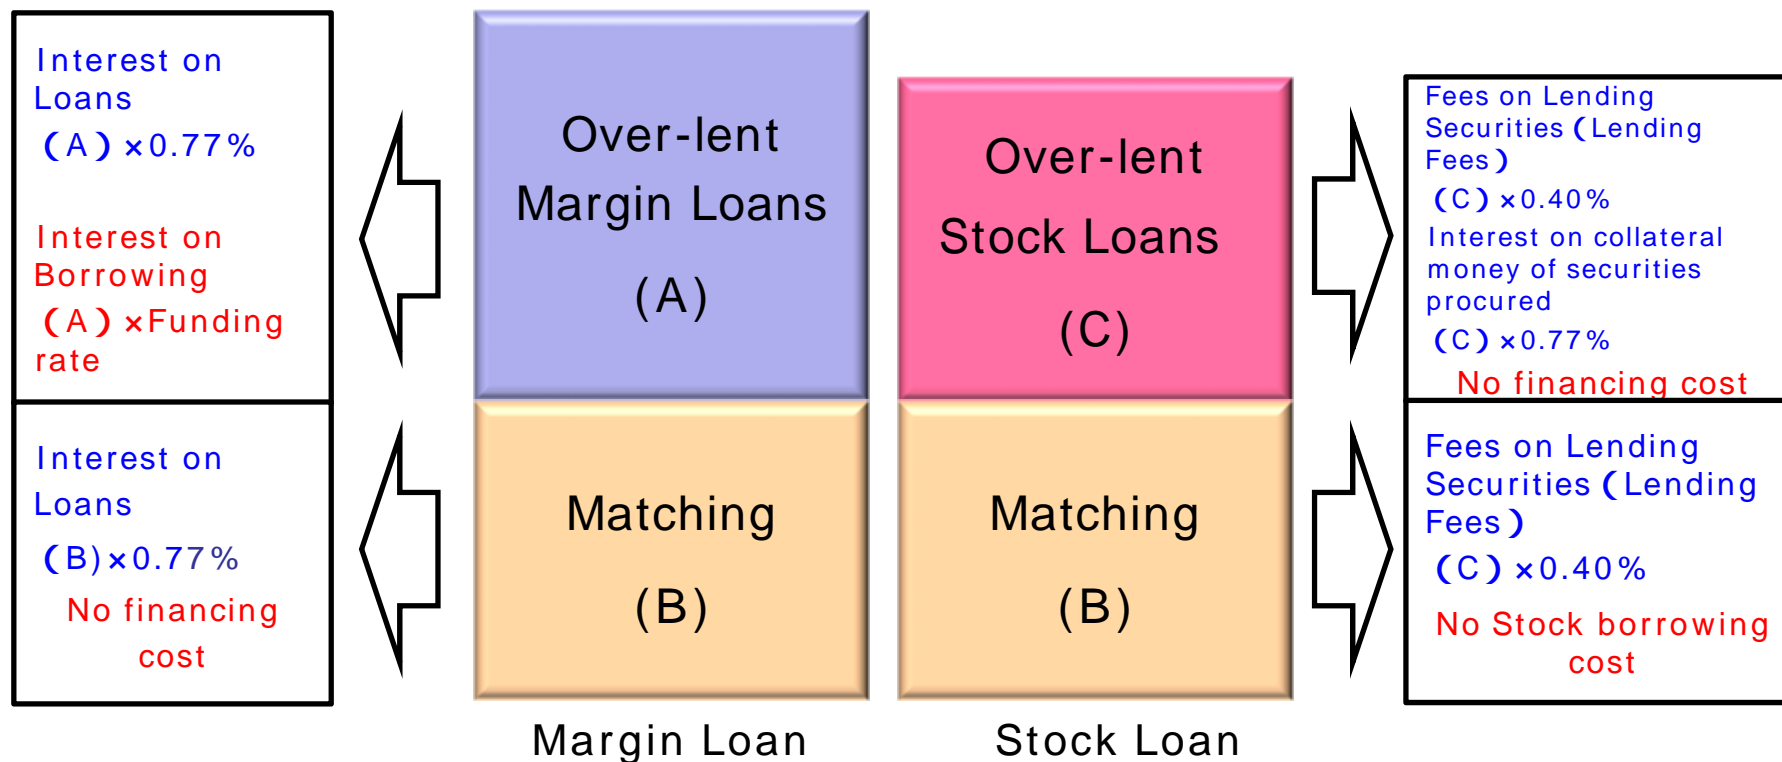 Interest on
Loans
(A) ×0.77%
Interest on
Borrowing
(A) ×Funding
rate
Interest on
Loans
(B)×0.77%
No financing
cost
Over-lent
Margin Loans
(A)
Matching
(B)
Margin Loan
Over-lent
Stock Loans
(C)
Matching
(B)
Stock Loan
Fees on Lending
Securities (Lending
Fees)
(C) ×0.40%
Interest on collateral
money of securities
procured
(C) ×0.77%
No financing cost
Fees on Lending
Securities (Lending
Fees)
(C) ×0.40%
No Stock borrowing
cost